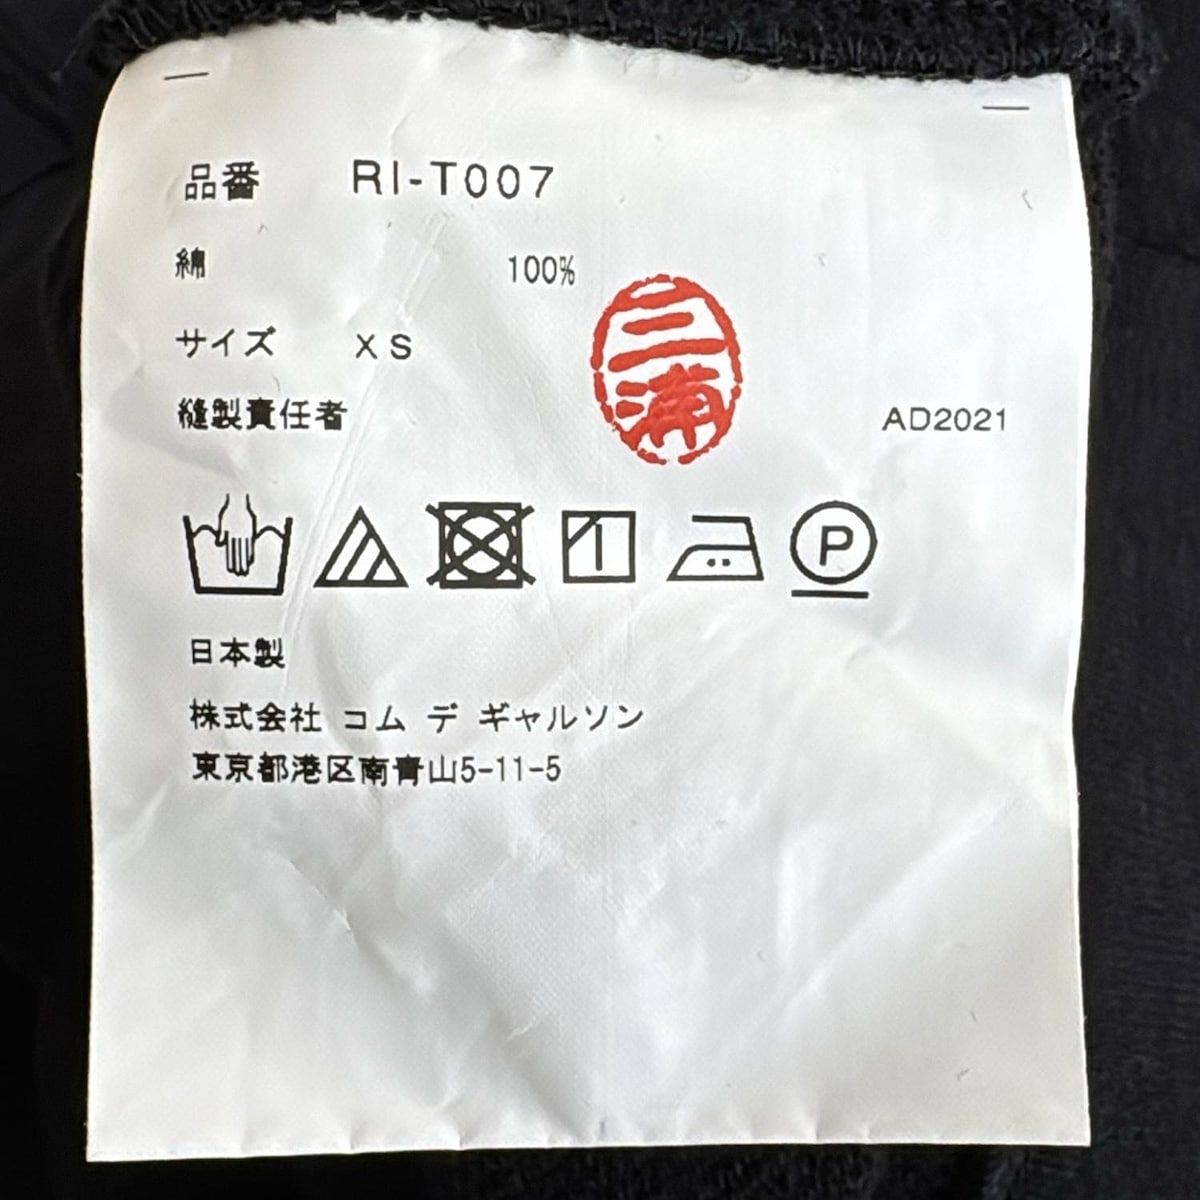 品番 RI-T007
綿 100%
サイズ XS
縫製責任者 三浦 AD2021
P
日本製
株式会社 コム デ ギャルソン
東京都港区南青山5-11-5